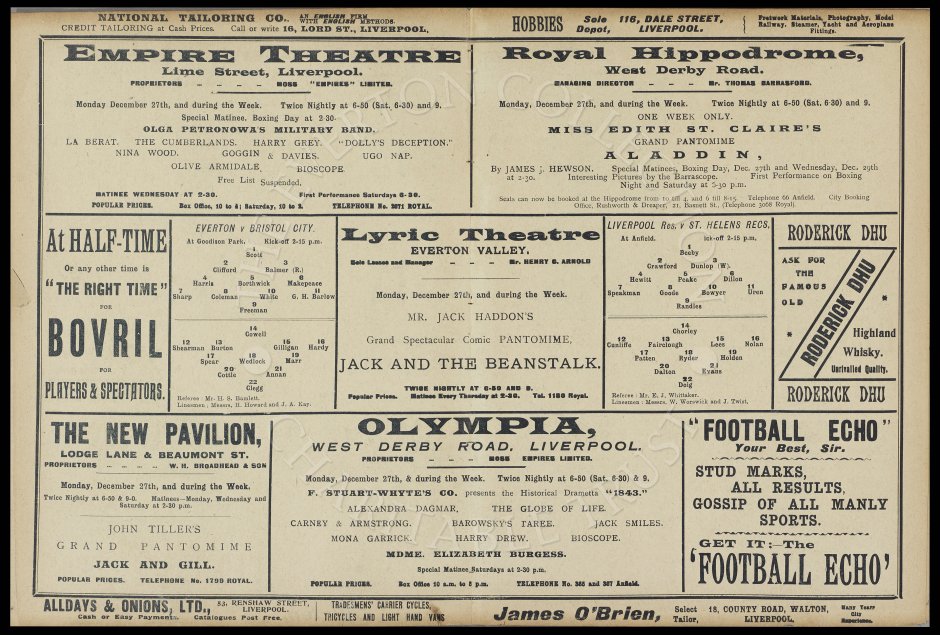 NATIONAL TAILORING CO., AN ENGLISH FIRM WITH ENGLISH METHODS.
CREDIT TAILORING at Cash Prices. Call or write 16, LORD ST., LIVERPOOL.
HOBBIES Sole Depot, 116, DALE STREET, LIVERPOOL.
Fretwork Materials, Photography, Model
Railway, Steamer, Yacht and Aeroplane
Fittings.
EMPIRE THEATRE
Lime Street, Liverpool.
PROPRIETORS - - - - MOSS "EMPIRES" LIMITED.
Monday December 27th, and during the Week. Twice Nightly at 6-50 (Sat. 6-30) and 9.
Special Matinee, Boxing Day at 2-30
OLGA PETRONOWA'S MILITARY BAND.
LA BERAT. THE CUMBERLANDS. HARRY GREY. "DOLLY'S DECEPTION."
NINA WOOD. GOGGIN & DAVIES. UGO NAP.
OLIVE ARMIDALE, BIOSCOPE.
Free List Suspended,
MATINEE WEDNESDAY AT 2-30. First Performance Saturdays 6-30.
POPULAR PRICES. Box Office, 10 to 4; Saturday, 10 to 2. TELEPHONE No. 2671 ROYAL.
Royal Hippodrome,
West Derby Road.
MANAGING DIRECTOR - - - Mr. THOMAS BARRASFORD.
Monday, December 27th, and during the Week. Twice Nightly at 6-50 (Sat. 6-30) and 9.
ONE WEEK ONLY.
MISS EDITH ST. CLAIRE'S
GRAND PANTOMIME
ALADDIN,
By JAMES J. HEWSON. Special Matinees, Boxing Day, Dec. 27th and Wednesday, Dec. 29th
at 2-30. Interesting Pictures by the Barrascope. First Performance on Boxing
Night and Saturday at 6-30 p.m.
Seats can now be booked at the Hippodrome from 10 till 4, and 6 till 8-15. Telephone 66 Anfield. City Booking
Office, Rushworth & Dreaper, 21, Basnett St., (Telephone 3068 Royal).
At HALF-TIME
Or any other time is
"THE RIGHT TIME"
FOR
BOVRIL
FOR
PLAYERS & SPECTATORS.
EVERTON v BRISTOL CITY.
At Goodison Park. Kick-off 2-15 p.m.
1
Scott
2 3
Clifford Balmer (R.)
4 5 6
Harris Borthwick Makepeace
7 8 10 11
Sharp Coleman White G. H. Barlow
9
Freeman
14
Cowell
12 13 15 16
Shearman Burton Gilligan Hardy
17 18 19
Spear Wedlock Marr
20 21
Cottle Annan
22
Clegg
Referee: Mr. H. S. Bamlett.
Linesmen: Messrs. B. Howard and J. A. Kay.
Lyric Theatre
EVERTON VALLEY.
Sole Lessee and Manager - - - Mr. HENRY G. ARNOLD
Monday, December 27th, and during the Week.
MR. JACK HADDON'S
Grand Spectacular Comic PANTOMIME,
JACK AND THE BEANSTALK.
TWICE NIGHTLY AT 6-50 AND 9.
Popular Prices. Matinee Every Thursday at 2-30. Tel. 1180 Royal.
LIVERPOOL Res. v ST. HELENS RECS.
At Anfield. ick-off 2-15 p.m.
1
Beeby
2 3
Crawford Dunlop (W.)
4 5 6
Hewitt Peake Dillon
7 8 10 11
Speakman Goode Bowyer Uren
9
Randles
14
Chorley
12 13 15 16
Cunliffe Fairclough Lees Nolan
17 18 19
Patten Ryder Holden
20 21
Dalton Evans
22
Doig
Referee: Mr. E. J. Whittaker.
Linesmen: Messrs. W. Worswick and J. Twist.
RODERICK DHU
ASK FOR
THE
FAMOUS
OLD
RODERICK DHU
Highland
Whisky.
Unrivalled Quality.
RODERICK DHU
THE NEW PAVILION,
LODGE LANE & BEAUMONT ST.
PROPRIETORS - - - - W. H. BROADHEAD & SON
Monday, December 27th, and during the Week.
Twice Nightly at 6-50 & 9-0. Matinees—Monday, Wednesday and
Saturday at 2-30 pm.
JOHN TILLER'S
GRAND PANTOMIME
JACK AND GILL.
POPULAR PRICES. TELEPHONE No. 1799 ROYAL.
OLYMPIA,
WEST DERBY ROAD, LIVERPOOL.
PROPRIETORS - - - MOSS EMPIRES LIMITED.
Monday, December 27th, & during the Week. Twice Nightly at 6-50 (Sat. 6-30) & 9.
F. STUART-WHYTE'S CO. presents the Historical Drametta "1843."
ALEXANDRA DAGMAR, THE GLOBE OF LIFE.
CARNEY & ARMSTRONG. BAROWSKY'S TAREE. JACK SMILES.
MONA GARRICK. HARRY DREW. BIOSCOPE.
MDME. ELIZABETH BURGESS.
Special Matinee, Saturdays at 2-30 p.m.
POPULAR PRICES. Box Office 10 a.m. to 5 p.m. TELEPHONE No. 365 and 367 Anfield.
"FOOTBALL ECHO"
Your Best, Sir.
STUD MARKS,
ALL RESULTS,
GOSSIP OF ALL MANLY
SPORTS.
GET IT:—The
'FOOTBALL ECHO'
ALLDAYS & ONIONS, LTD., 53, RENSHAW STREET, LIVERPOOL.
Cash or Easy Payments. Catalogues Post Free.
TRADESMEN'S CARRIER CYCLES,
TRICYCLES AND LIGHT HAND VANS
James O'Brien, Select Tailor, 18, COUNTY ROAD, WALTON, LIVERPOOL.
Many Years
City
Experience.